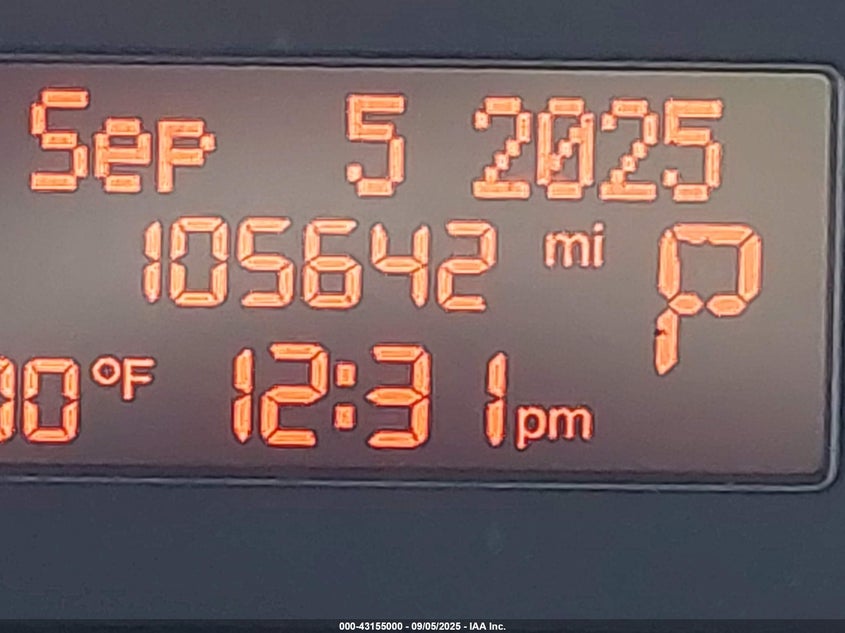 Sep 5 2025
105642 mi
P
°F 12:31 pm
000-43155000 - 09/05/2025 - IAA Inc.